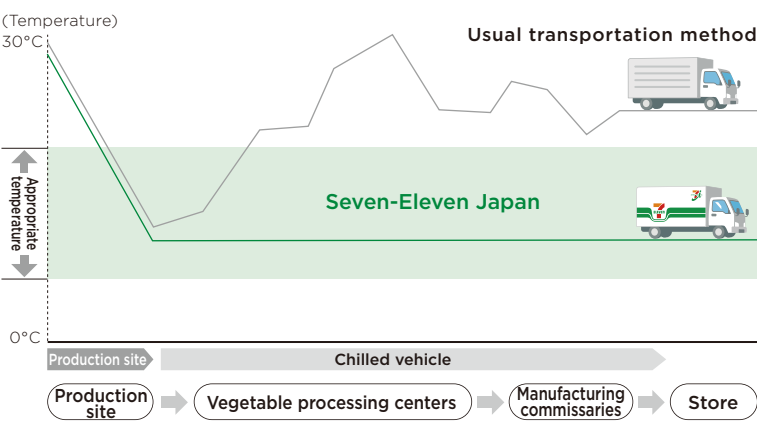 (Temperature)
30°C
Usual transportation method
Appropriate
temperature
Seven-Eleven Japan
0°C
Production site
Chilled vehicle
Production
site
Vegetable processing centers
Manufacturing
commissaries
Store